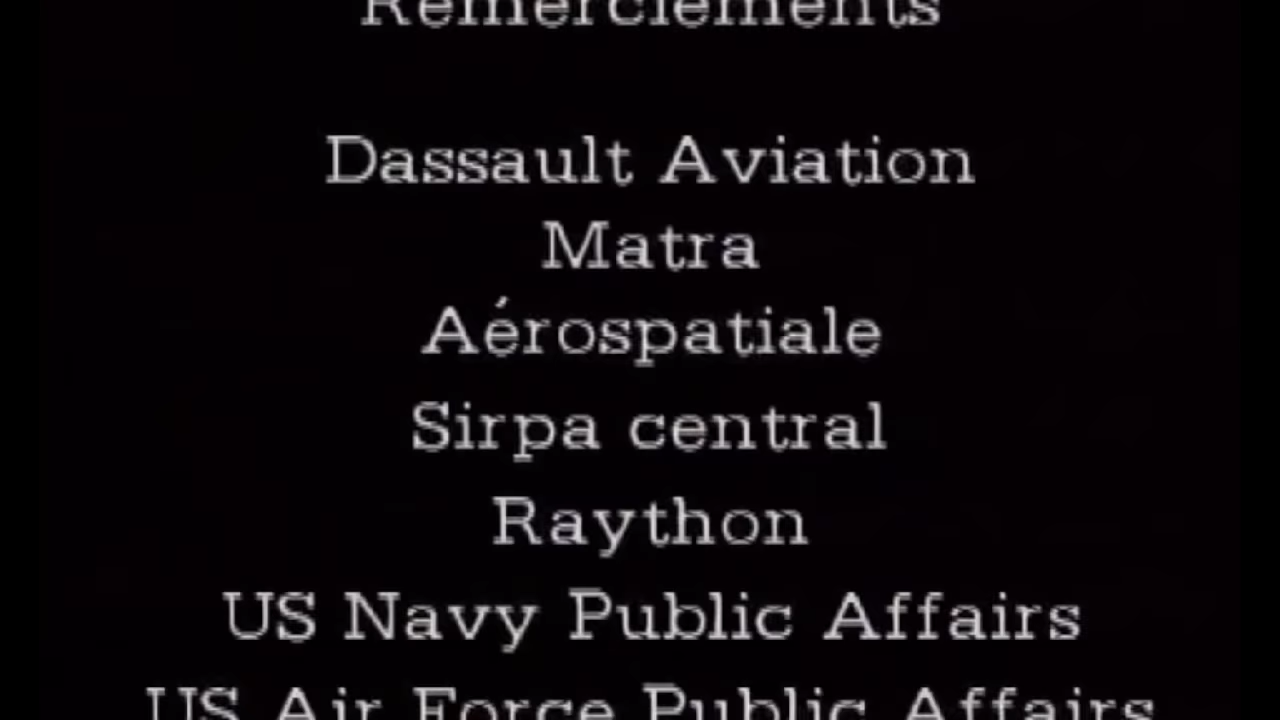 Remerciements
Dassault Aviation
Matra
Aérospatiale
Sirpa central
Raython
US Navy Public Affairs
US Air Force Public Affairs